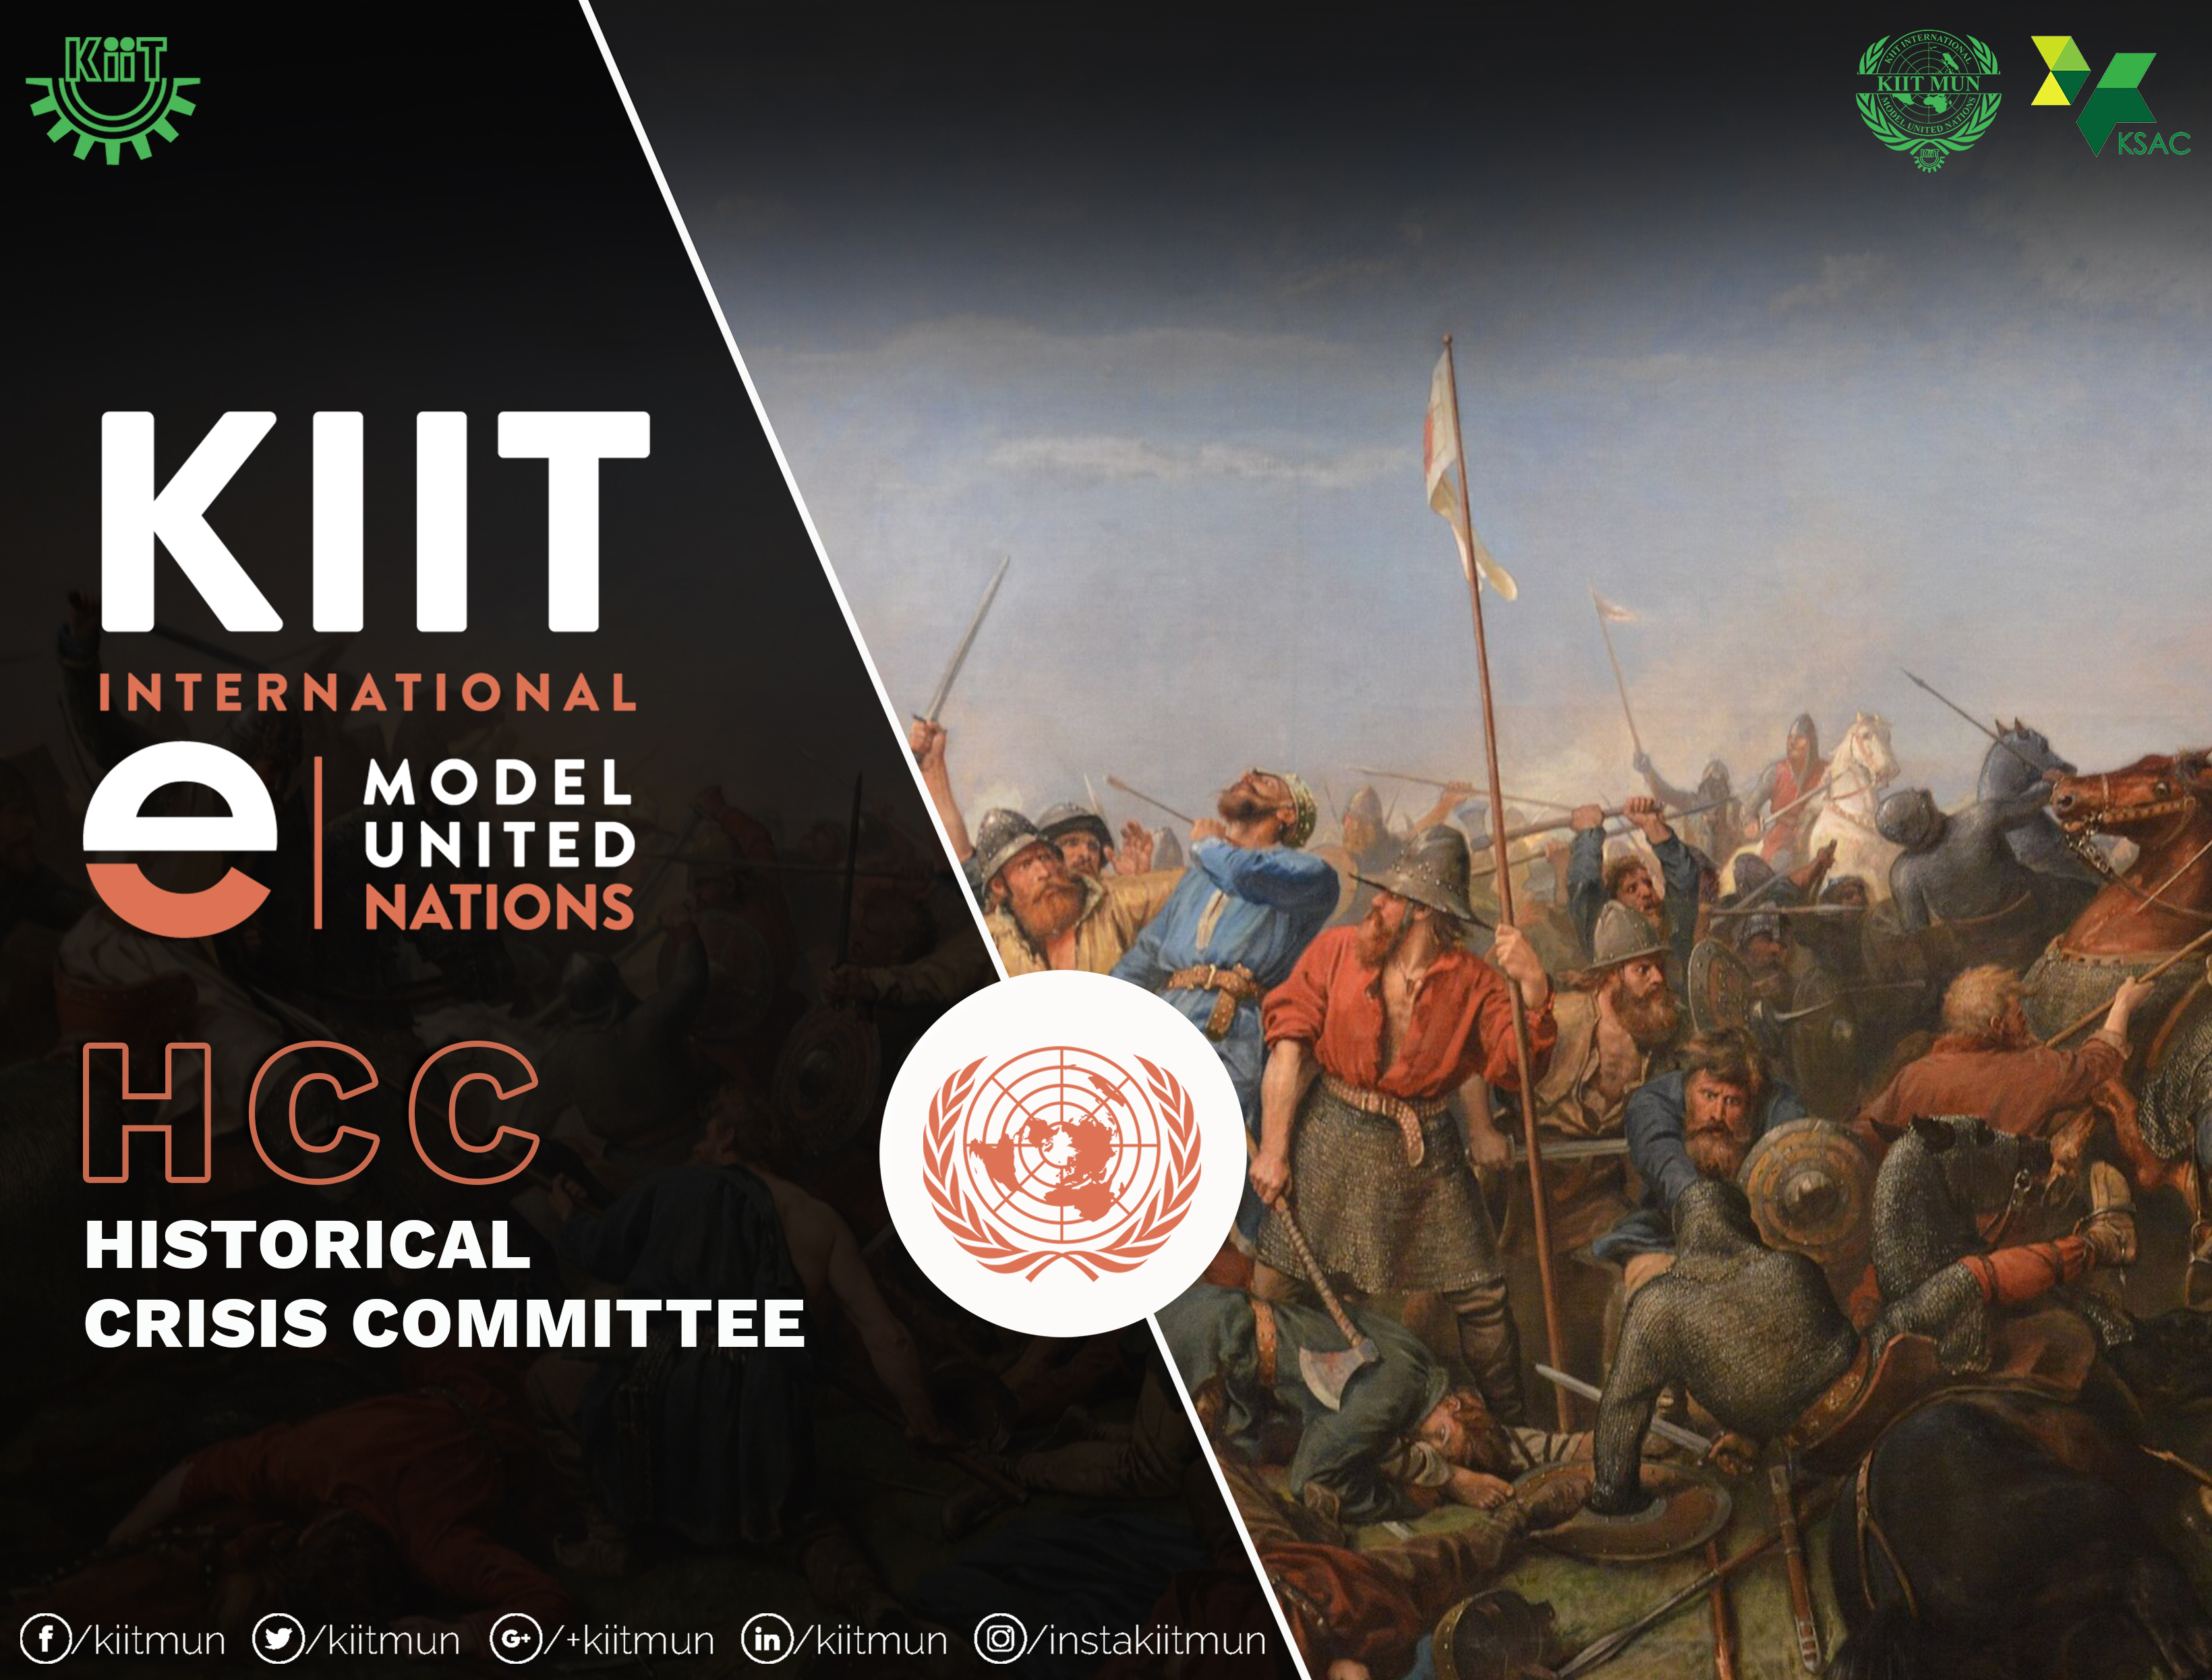 KiiT
KIIT INTERNATIONAL
KIIT MUN
MODEL UNITED NATIONS
KSAC
KIIT
INTERNATIONAL
e
MODEL
UNITED
NATIONS
HCC
HISTORICAL
CRISIS COMMITTEE
/kiitmun
/kiitmun
G+/+kiitmun
in/kiitmun
/instakiitmun